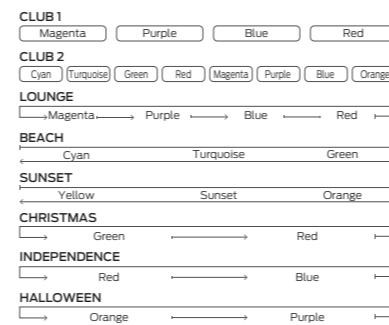 CLUB 1
Magenta Purple Blue Red
CLUB 2
Cyan Turquoise Green Red Magenta Purple Blue Orange
LOUNGE
Magenta Purple Blue Red
BEACH
Cyan Turquoise Green
SUNSET
Yellow Sunset Orange
CHRISTMAS
Green Red
INDEPENDENCE
Red Blue
HALLOWEEN
Orange Purple